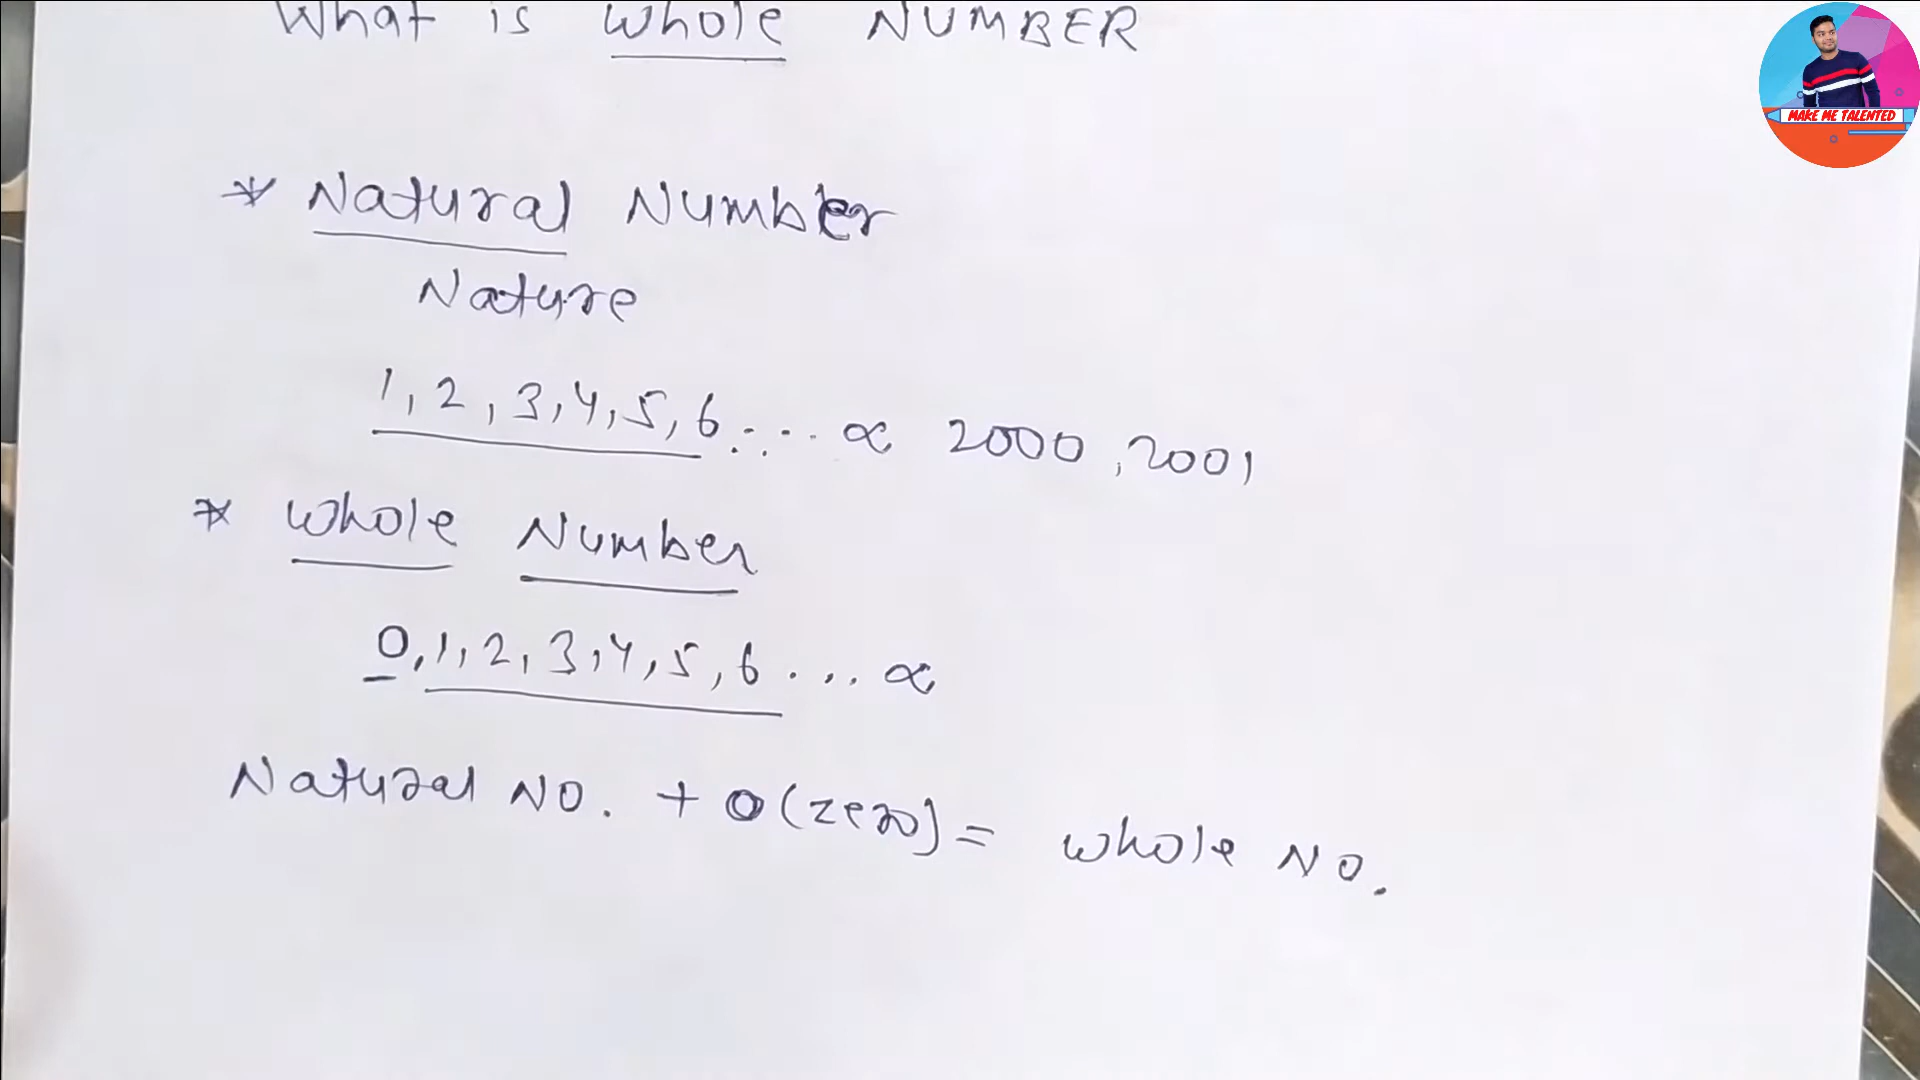 What is whole NUMBER
MAKE ME TALENTED
* Natural Number
Nature
1, 2, 3, 4, 5, 6 . . . . . ∝ 2000, 2001
* Whole Number
0, 1, 2, 3, 4, 5, 6 . . . . ∝
Natural NO. + 0 (zero) = whole NO.